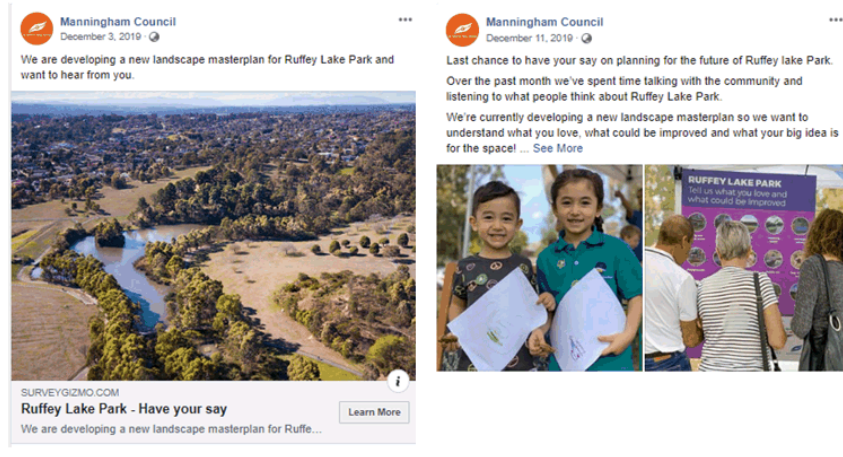 Manningham Council
December 3, 2019 ·
We are developing a new landscape masterplan for Ruffey Lake Park and
want to hear from you.
SURVEYGIZMO.COM
Ruffey Lake Park - Have your say
We are developing a new landscape masterplan for Ruffe...
Learn More
Manningham Council
December 11, 2019 ·
Last chance to have your say on planning for the future of Ruffey lake Park.
Over the past month we've spent time talking with the community and
listening to what people think about Ruffey Lake Park.
We're currently developing a new landscape masterplan so we want to
understand what you love, what could be improved and what your big idea is
for the space! ... See More
RUFFEY LAKE PARK
Tell us what you love and
what could be improved